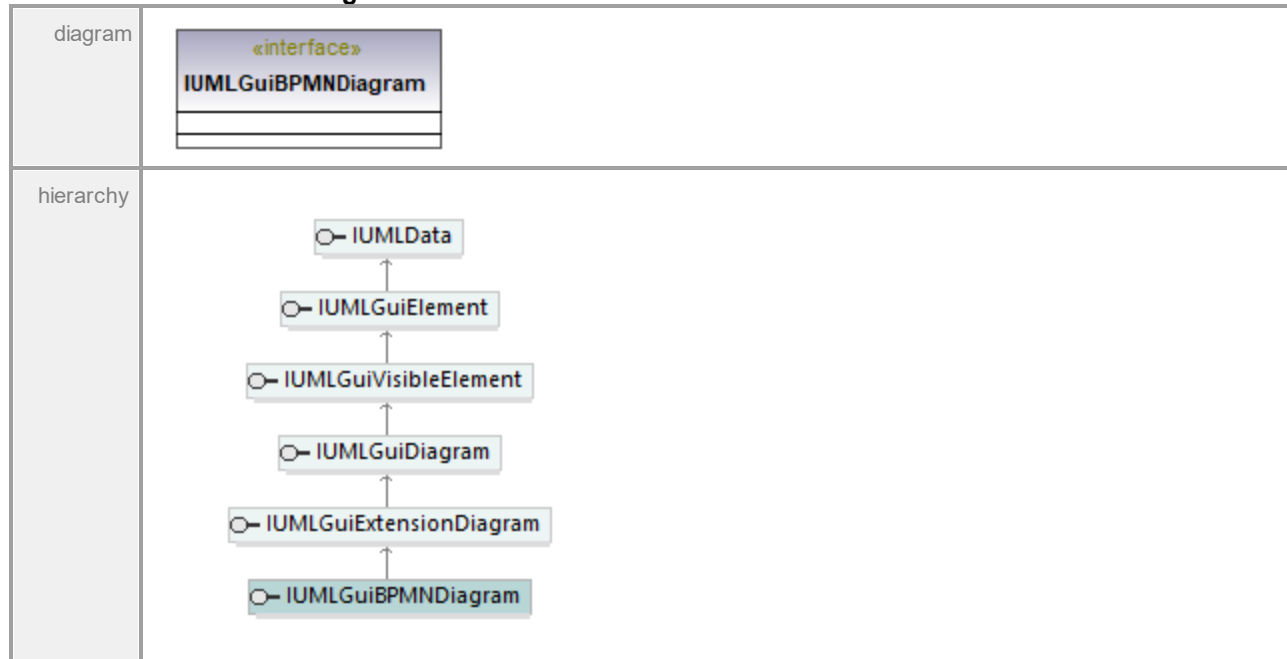 diagram
«interface»
IUMLGuiBPMNDiagram
hierarchy
IUMLData
IUMLGuiElement
IUMLGuiVisibleElement
IUMLGuiDiagram
IUMLGuiExtensionDiagram
IUMLGuiBPMNDiagram